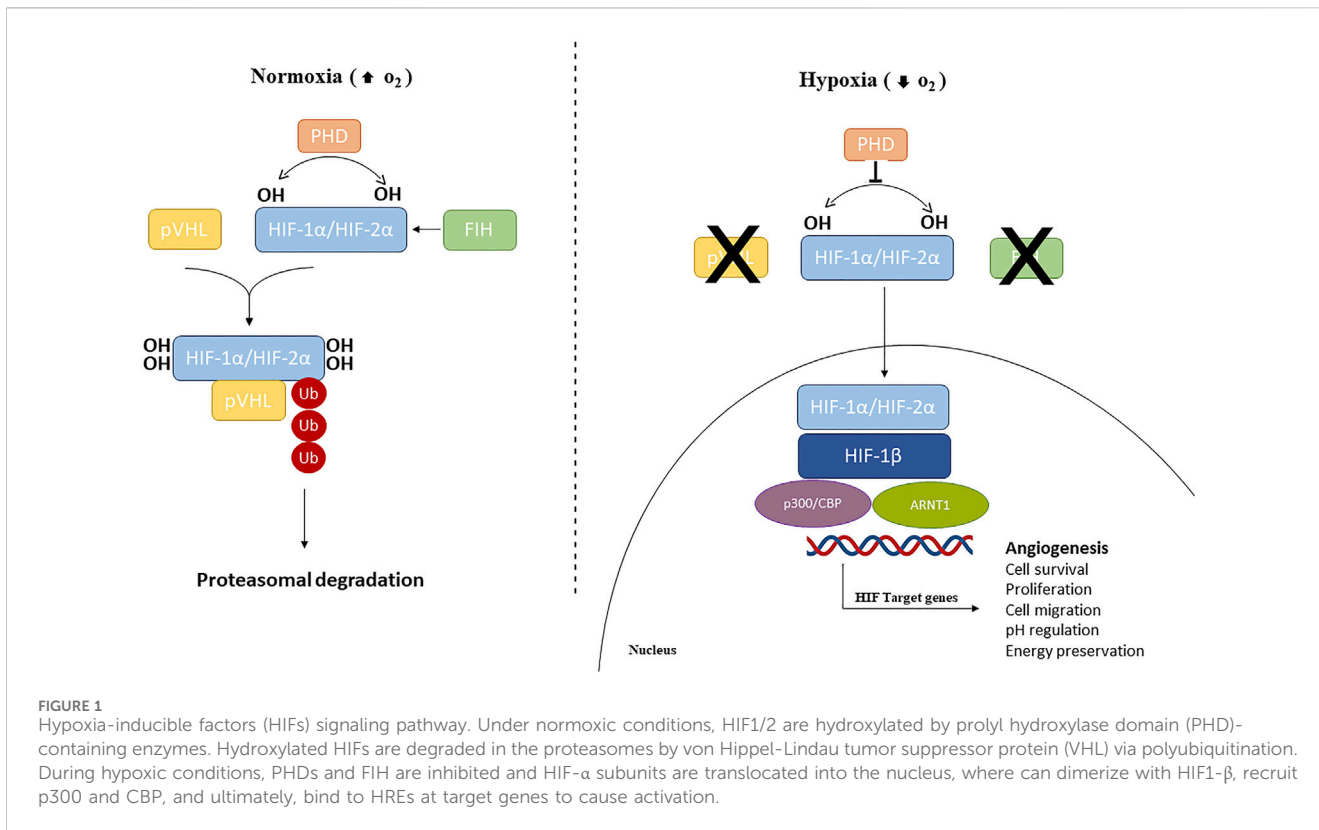 Normoxia ( ⬆ o₂)
PHD
OH OH
pVHL
HIF-1α/HIF-2α
FIH
OH OH
OH OH
HIF-1α/HIF-2α
pVHL
Ub
Ub
Ub
Proteasomal degradation
Hypoxia ( ⬇ o₂)
PHD
OH OH
HIF-1α/HIF-2α
HIF-1α/HIF-2α
HIF-1β
p300/CBP
ARNT1
HIF Target genes
Angiogenesis
Cell survival
Proliferation
Cell migration
pH regulation
Energy preservation
Nucleus
FIGURE 1
Hypoxia-inducible factors (HIFs) signaling pathway. Under normoxic conditions, HIF1/2 are hydroxylated by prolyl hydroxylase domain (PHD)-
containing enzymes. Hydroxylated HIFs are degraded in the proteasomes by von Hippel-Lindau tumor suppressor protein (VHL) via polyubiquitination.
During hypoxic conditions, PHDs and FIH are inhibited and HIF-α subunits are translocated into the nucleus, where can dimerize with HIF1-β, recruit
p300 and CBP, and ultimately, bind to HREs at target genes to cause activation.